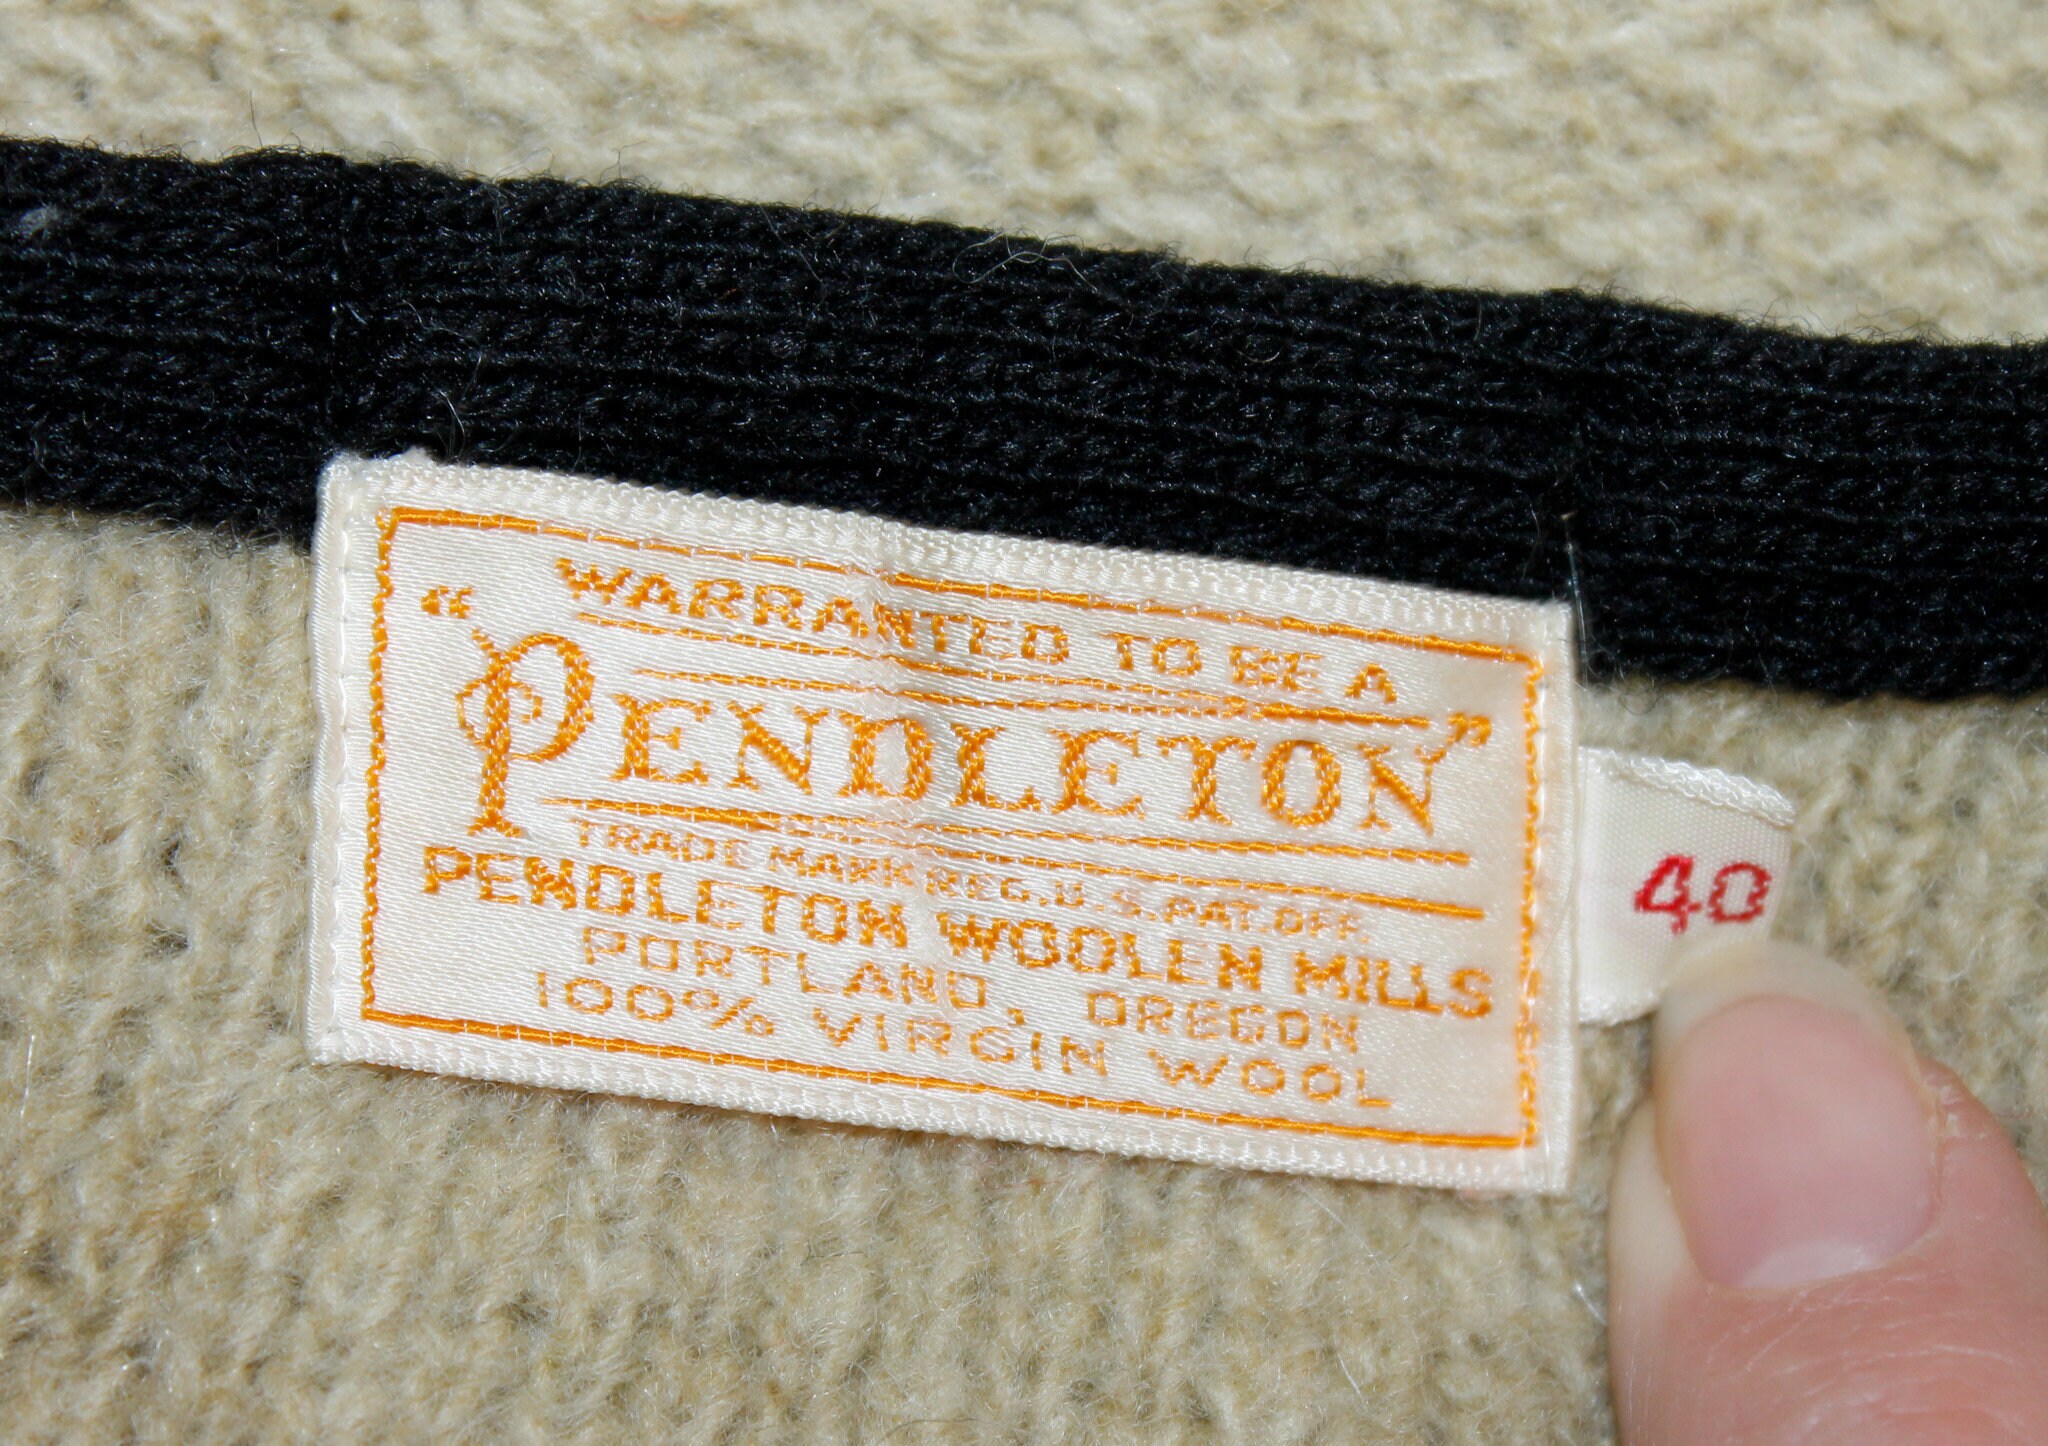 WARRANTED TO BE A
"PENDLETON"
TRADE MARK REG. U.S. PAT. OFF.
PENDLETON WOOLEN MILLS
PORTLAND, OREGON
100% VIRGIN WOOL
40